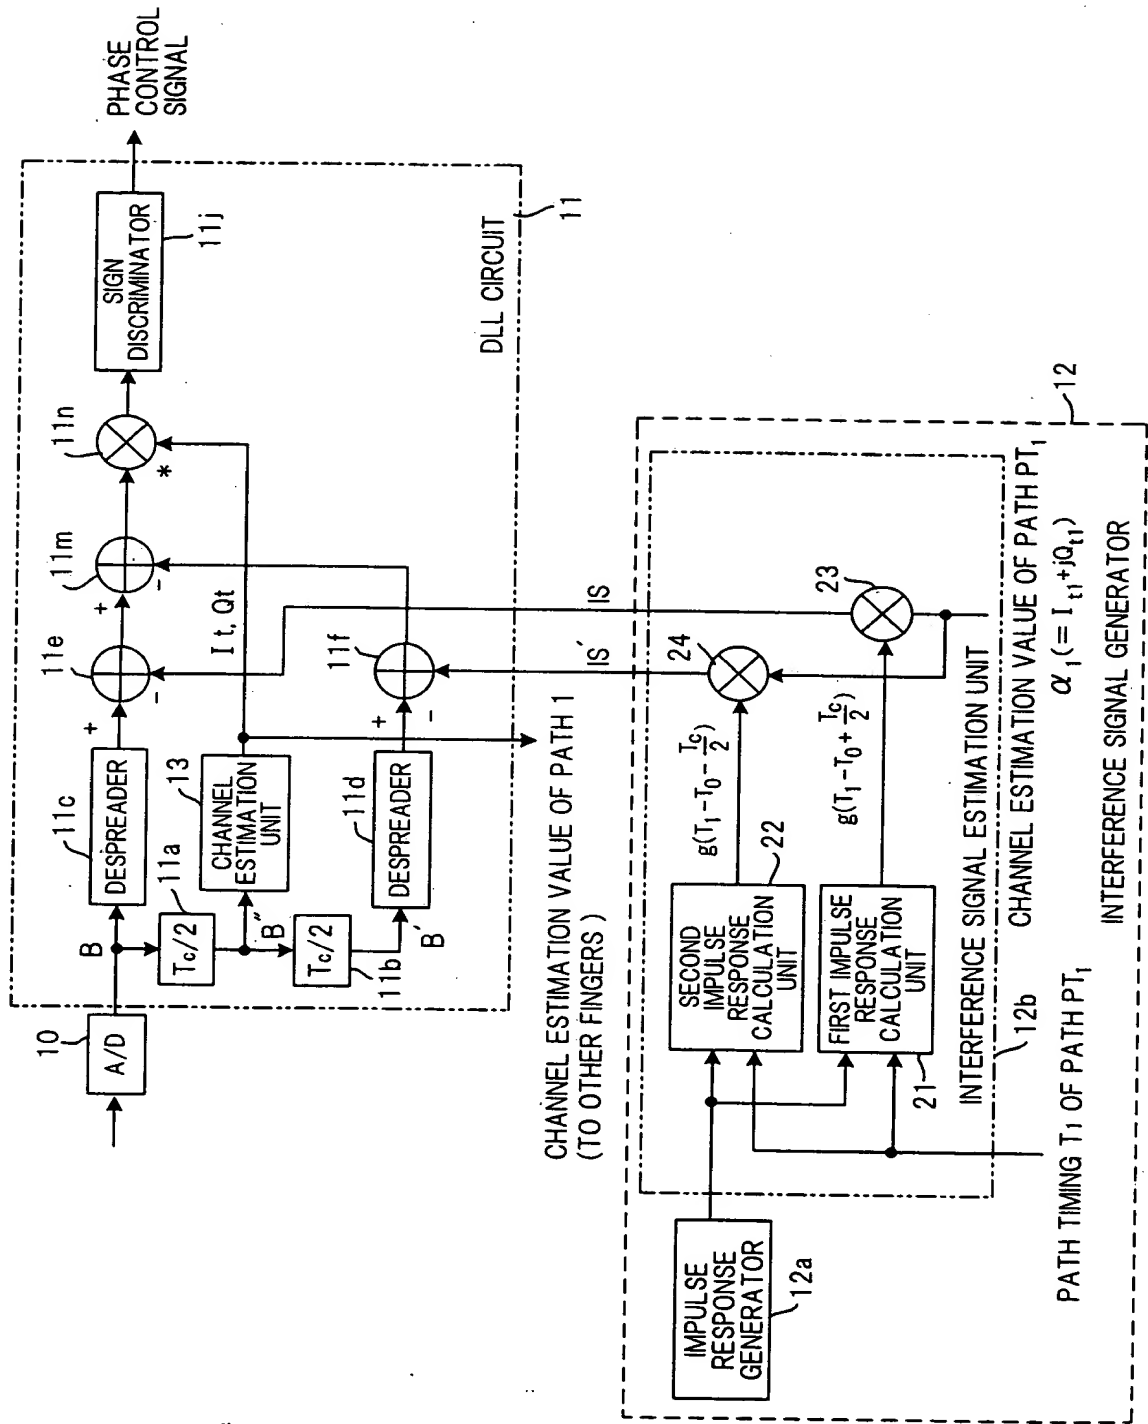 PHASE
CONTROL
SIGNAL
SIGN
DISCRIMINATOR
11j
11n
*
11m
+
-
11e
+
-
It, Qt
DESPREADER
11c
B
11a
Tc/2
B"
CHANNEL
ESTIMATION
UNIT
13
Tc/2
11b
B'
DESPREADER
11d
+
-
11f
10
A/D
DLL CIRCUIT
11
CHANNEL ESTIMATION VALUE OF PATH 1
(TO OTHER FINGERS)
IS'
IS
24
23
g(T1-T0-Tc/2)
g(T1-T0+Tc/2)
SECOND
IMPULSE
RESPONSE
CALCULATION
UNIT
22
FIRST IMPULSE
RESPONSE
CALCULATION
UNIT
21
INTERFERENCE SIGNAL ESTIMATION UNIT
12b
IMPULSE
RESPONSE
GENERATOR
12a
PATH TIMING T1 OF PATH PT1
CHANNEL ESTIMATION VALUE OF PATH PT1
α1(=It1+jQt1)
INTERFERENCE SIGNAL GENERATOR
12